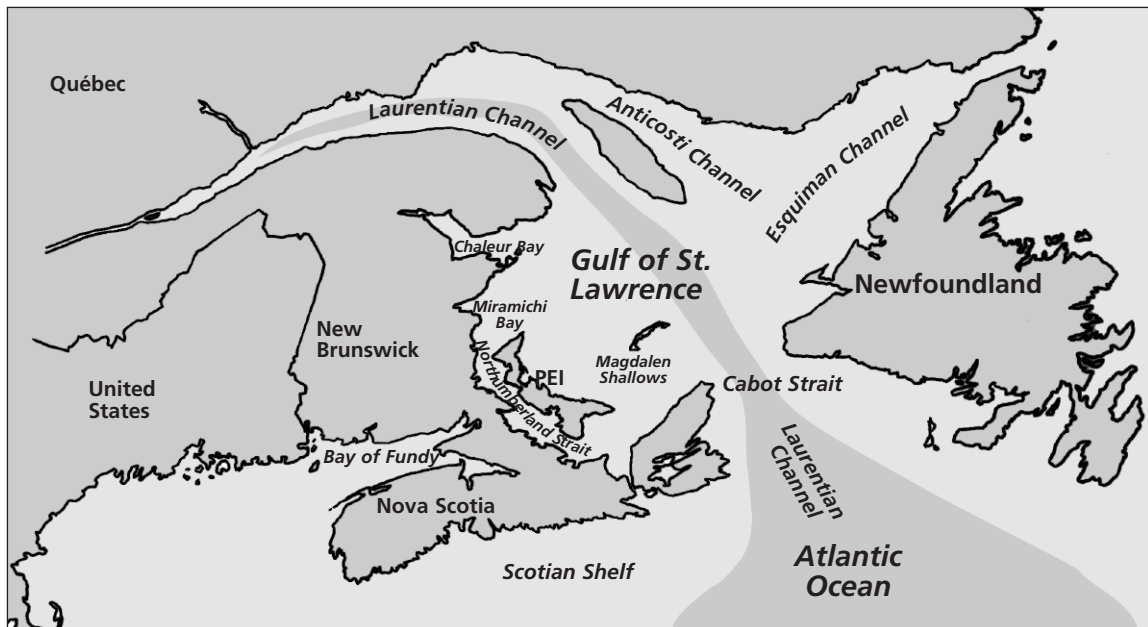 Québec
Laurentian Channel
Anticosti Channel
Esquiman Channel
Chaleur Bay
Gulf of St.
Lawrence
Newfoundland
Miramichi
Bay
New
Brunswick
Northumberland Strait
PEI
Magdalen
Shallows
Cabot Strait
United
States
Bay of Fundy
Laurentian
Channel
Nova Scotia
Scotian Shelf
Atlantic
Ocean